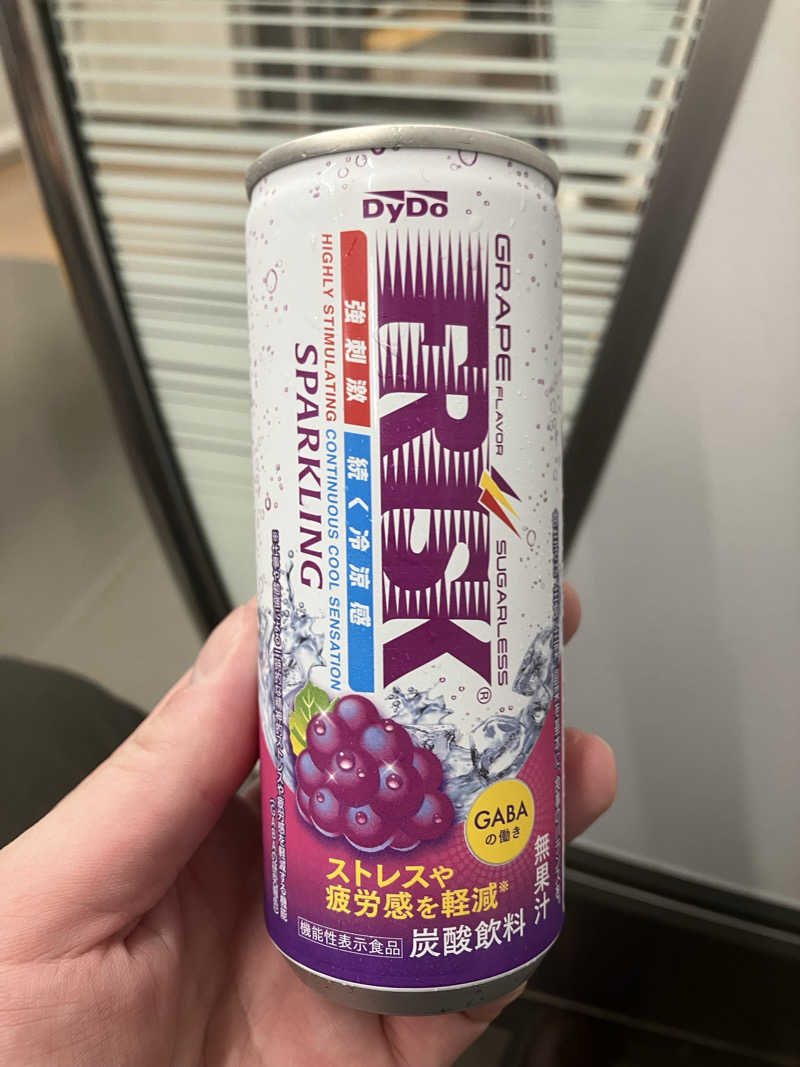 DyDo
GRAPE FLAVOR
SUGARLESS
FRISK®
強刺激 続く冷涼感
HIGHLY STIMULATING CONTINUOUS COOL SENSATION
SPARKLING
GABA
の働き
無果汁
ストレスや
疲労感を軽減※
機能性表示食品 炭酸飲料